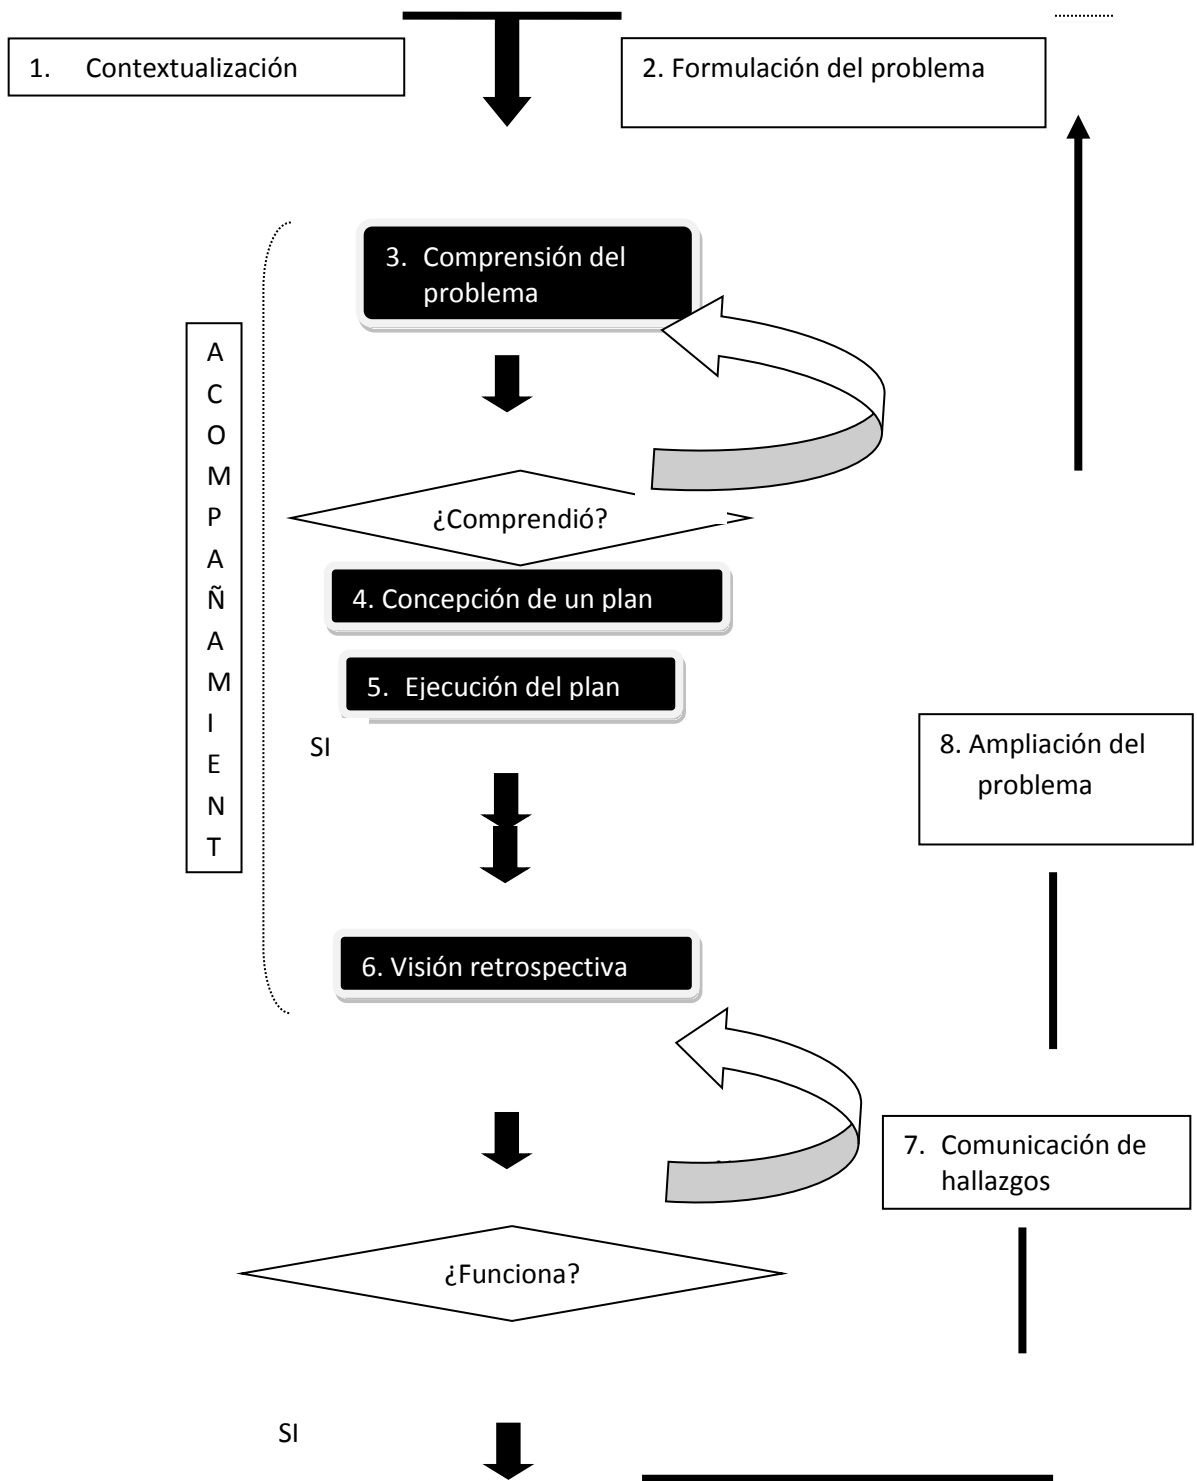 1. Contextualización
2. Formulación del problema
3. Comprensión del
problema
A
C
O
M
P
A
Ñ
A
M
I
E
N
T
¿Comprendió?
4. Concepción de un plan
5. Ejecución del plan
SI
8. Ampliación del
problema
6. Visión retrospectiva
7. Comunicación de
hallazgos
¿Funciona?
SI